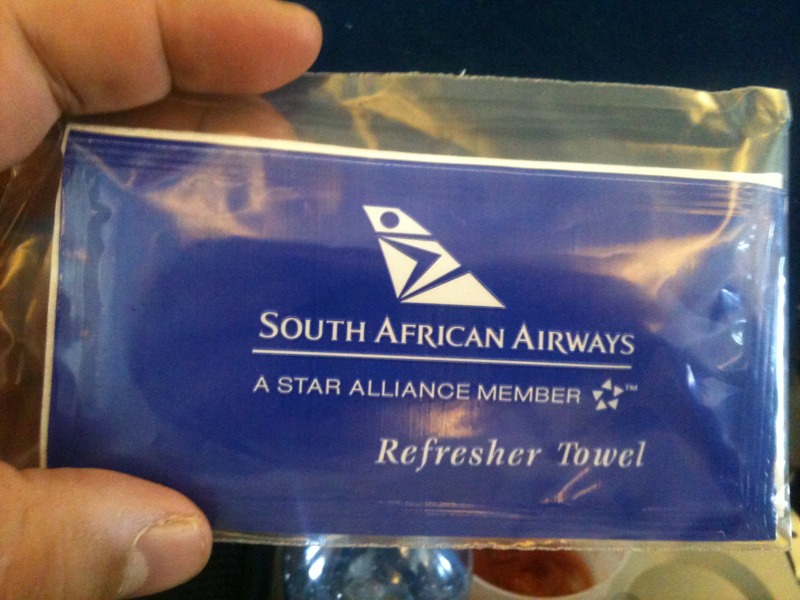 SOUTH AFRICAN AIRWAYS
A STAR ALLIANCE MEMBER ™
Refresher Towel